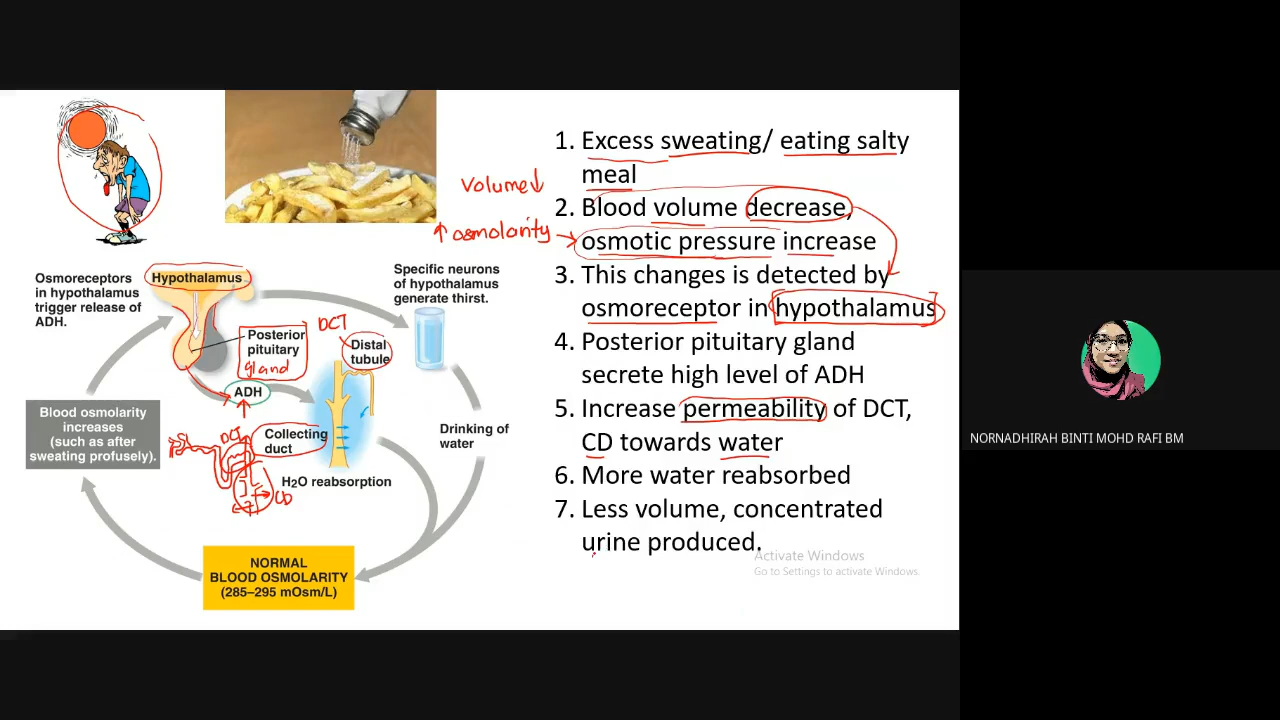 1. Excess sweating/ eating salty
meal
2. Blood volume decrease,
osmotic pressure increase
3. This changes is detected by
osmoreceptor in hypothalamus
4. Posterior pituitary gland
secrete high level of ADH
5. Increase permeability of DCT,
CD towards water
6. More water reabsorbed
7. Less volume, concentrated
urine produced.
Volume↓
↑ osmolarity
Osmoreceptors
in hypothalamus
trigger release of
ADH.
Hypothalamus
Specific neurons
of hypothalamus
generate thirst.
Posterior
pituitary
gland
DCT
Distal
tubule
ADH
Blood osmolarity
increases
(such as after
sweating profusely).
DCT
Collecting
duct
CD
H2O reabsorption
Drinking of
water
NORMAL
BLOOD OSMOLARITY
(285–295 mOsm/L)
Activate Windows
Go to Settings to activate Windows.
NORNADHIRAH BINTI MOHD RAFI BM